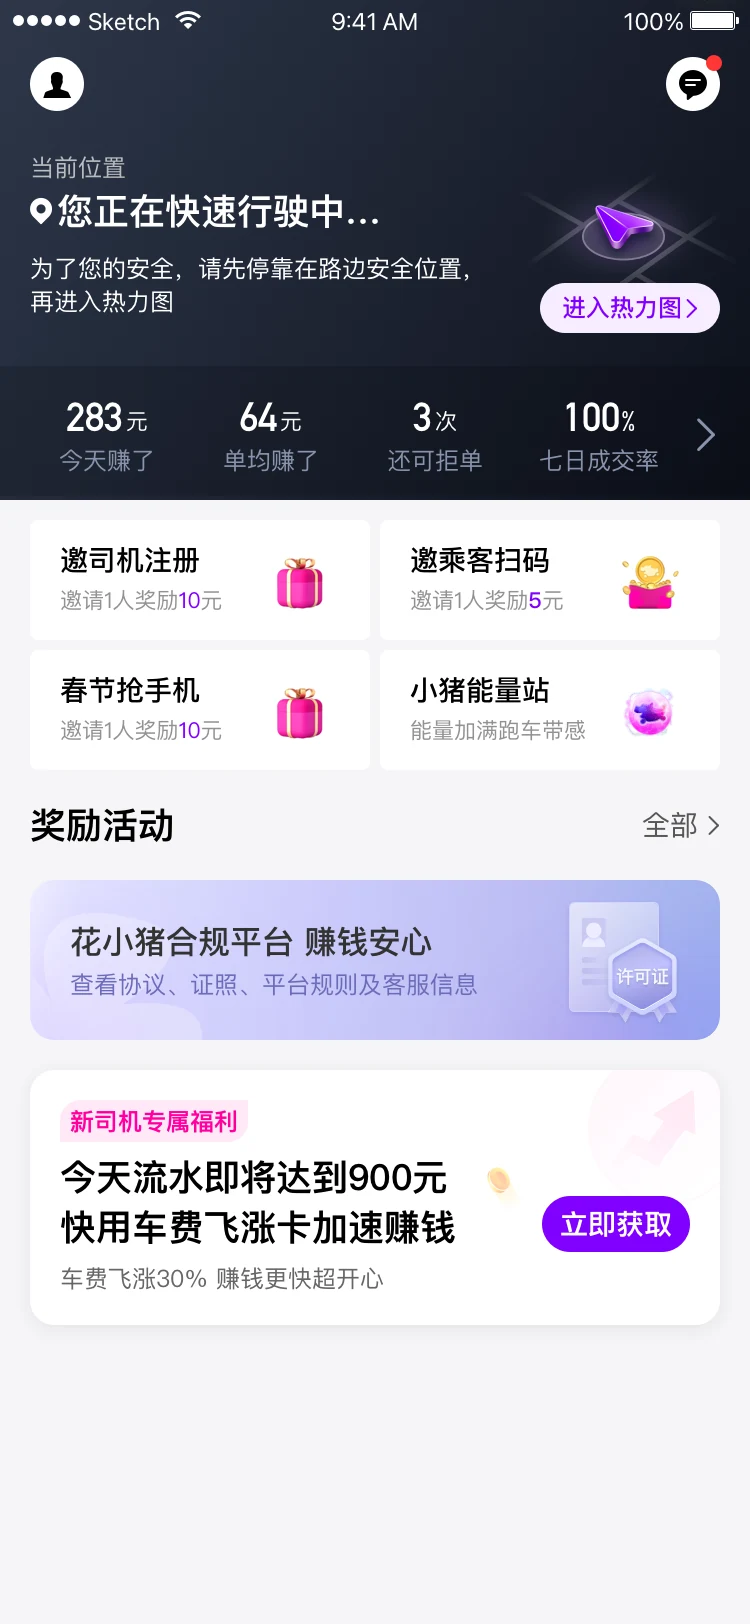 Sketch 9:41 AM 100%
当前位置
您正在快速行驶中...
为了您的安全，请先停靠在路边安全位置，
再进入热力图
进入热力图
283元 64元 3次 100%
今天赚了 单均赚了 还可拒单 七日成交率
邀司机注册
邀请1人奖励10元
邀乘客扫码
邀请1人奖励5元
春节抢手机
邀请1人奖励10元
小猪能量站
能量加满跑车带感
奖励活动 全部
花小猪合规平台 赚钱安心
查看协议、证照、平台规则及客服信息
许可证
新司机专属福利
今天流水即将达到900元
快用车费飞涨卡加速赚钱
立即获取
车费飞涨30% 赚钱更快超开心